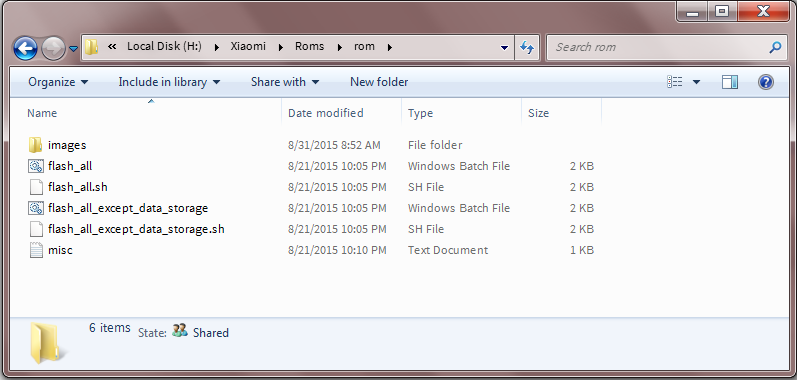 « Local Disk (H:) Xiaomi Roms rom Search rom
Organize Include in library Share with New folder
Name Date modified Type Size
images 8/31/2015 8:52 AM File folder
flash_all 8/21/2015 10:05 PM Windows Batch File 2 KB
flash_all.sh 8/21/2015 10:05 PM SH File 2 KB
flash_all_except_data_storage 8/21/2015 10:05 PM Windows Batch File 2 KB
flash_all_except_data_storage.sh 8/21/2015 10:05 PM SH File 2 KB
misc 8/21/2015 10:10 PM Text Document 1 KB
6 items State: Shared